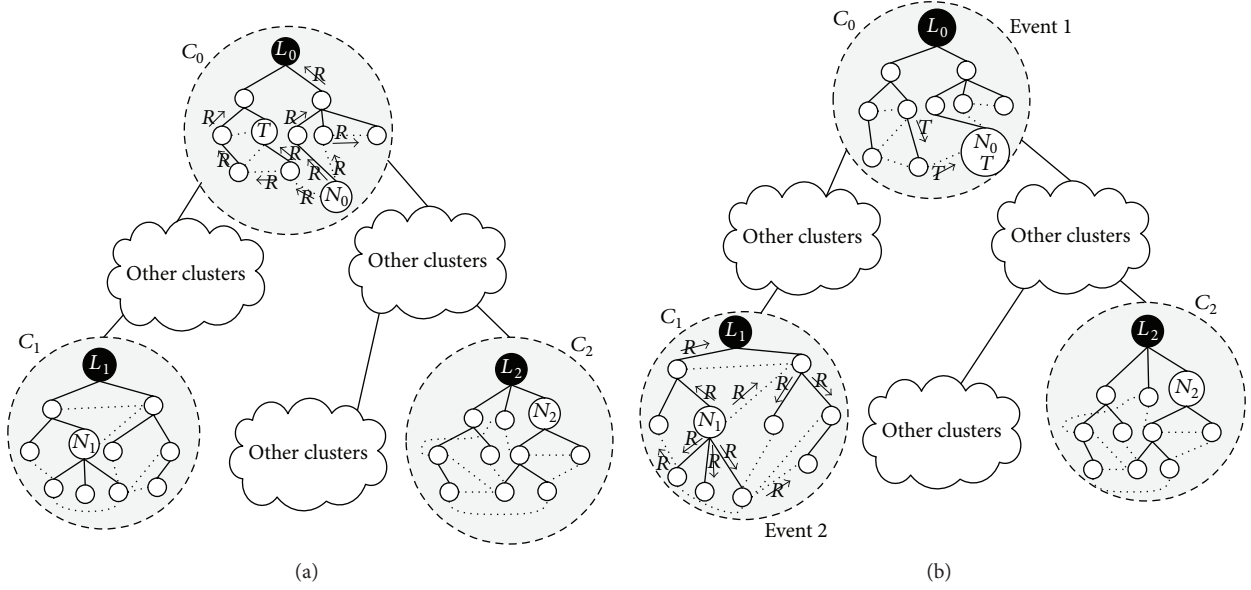 C0
L0
R
R
R
T
R
R
R
R
R
R
R
N0
Other clusters
Other clusters
C1
L1
N1
Other clusters
C2
L2
N2
(a)
C0
L0
Event 1
T
N0
T
T
Other clusters
Other clusters
C1
L1
R
R
R
R
R
N1
R
R
R
R
R
Event 2
Other clusters
C2
L2
N2
(b)